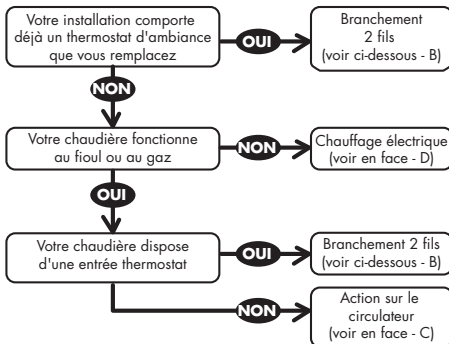 Votre installation comporte
déjà un thermostat d'ambiance
que vous remplacez
OUI
Branchement
2 fils
(voir ci-dessous - B)
NON
Votre chaudière fonctionne
au fioul ou au gaz
NON
Chauffage électrique
(voir en face - D)
OUI
Votre chaudière dispose
d'une entrée thermostat
OUI
Branchement 2 fils
(voir ci-dessous - B)
NON
Action sur le
circulateur
(voir en face - C)